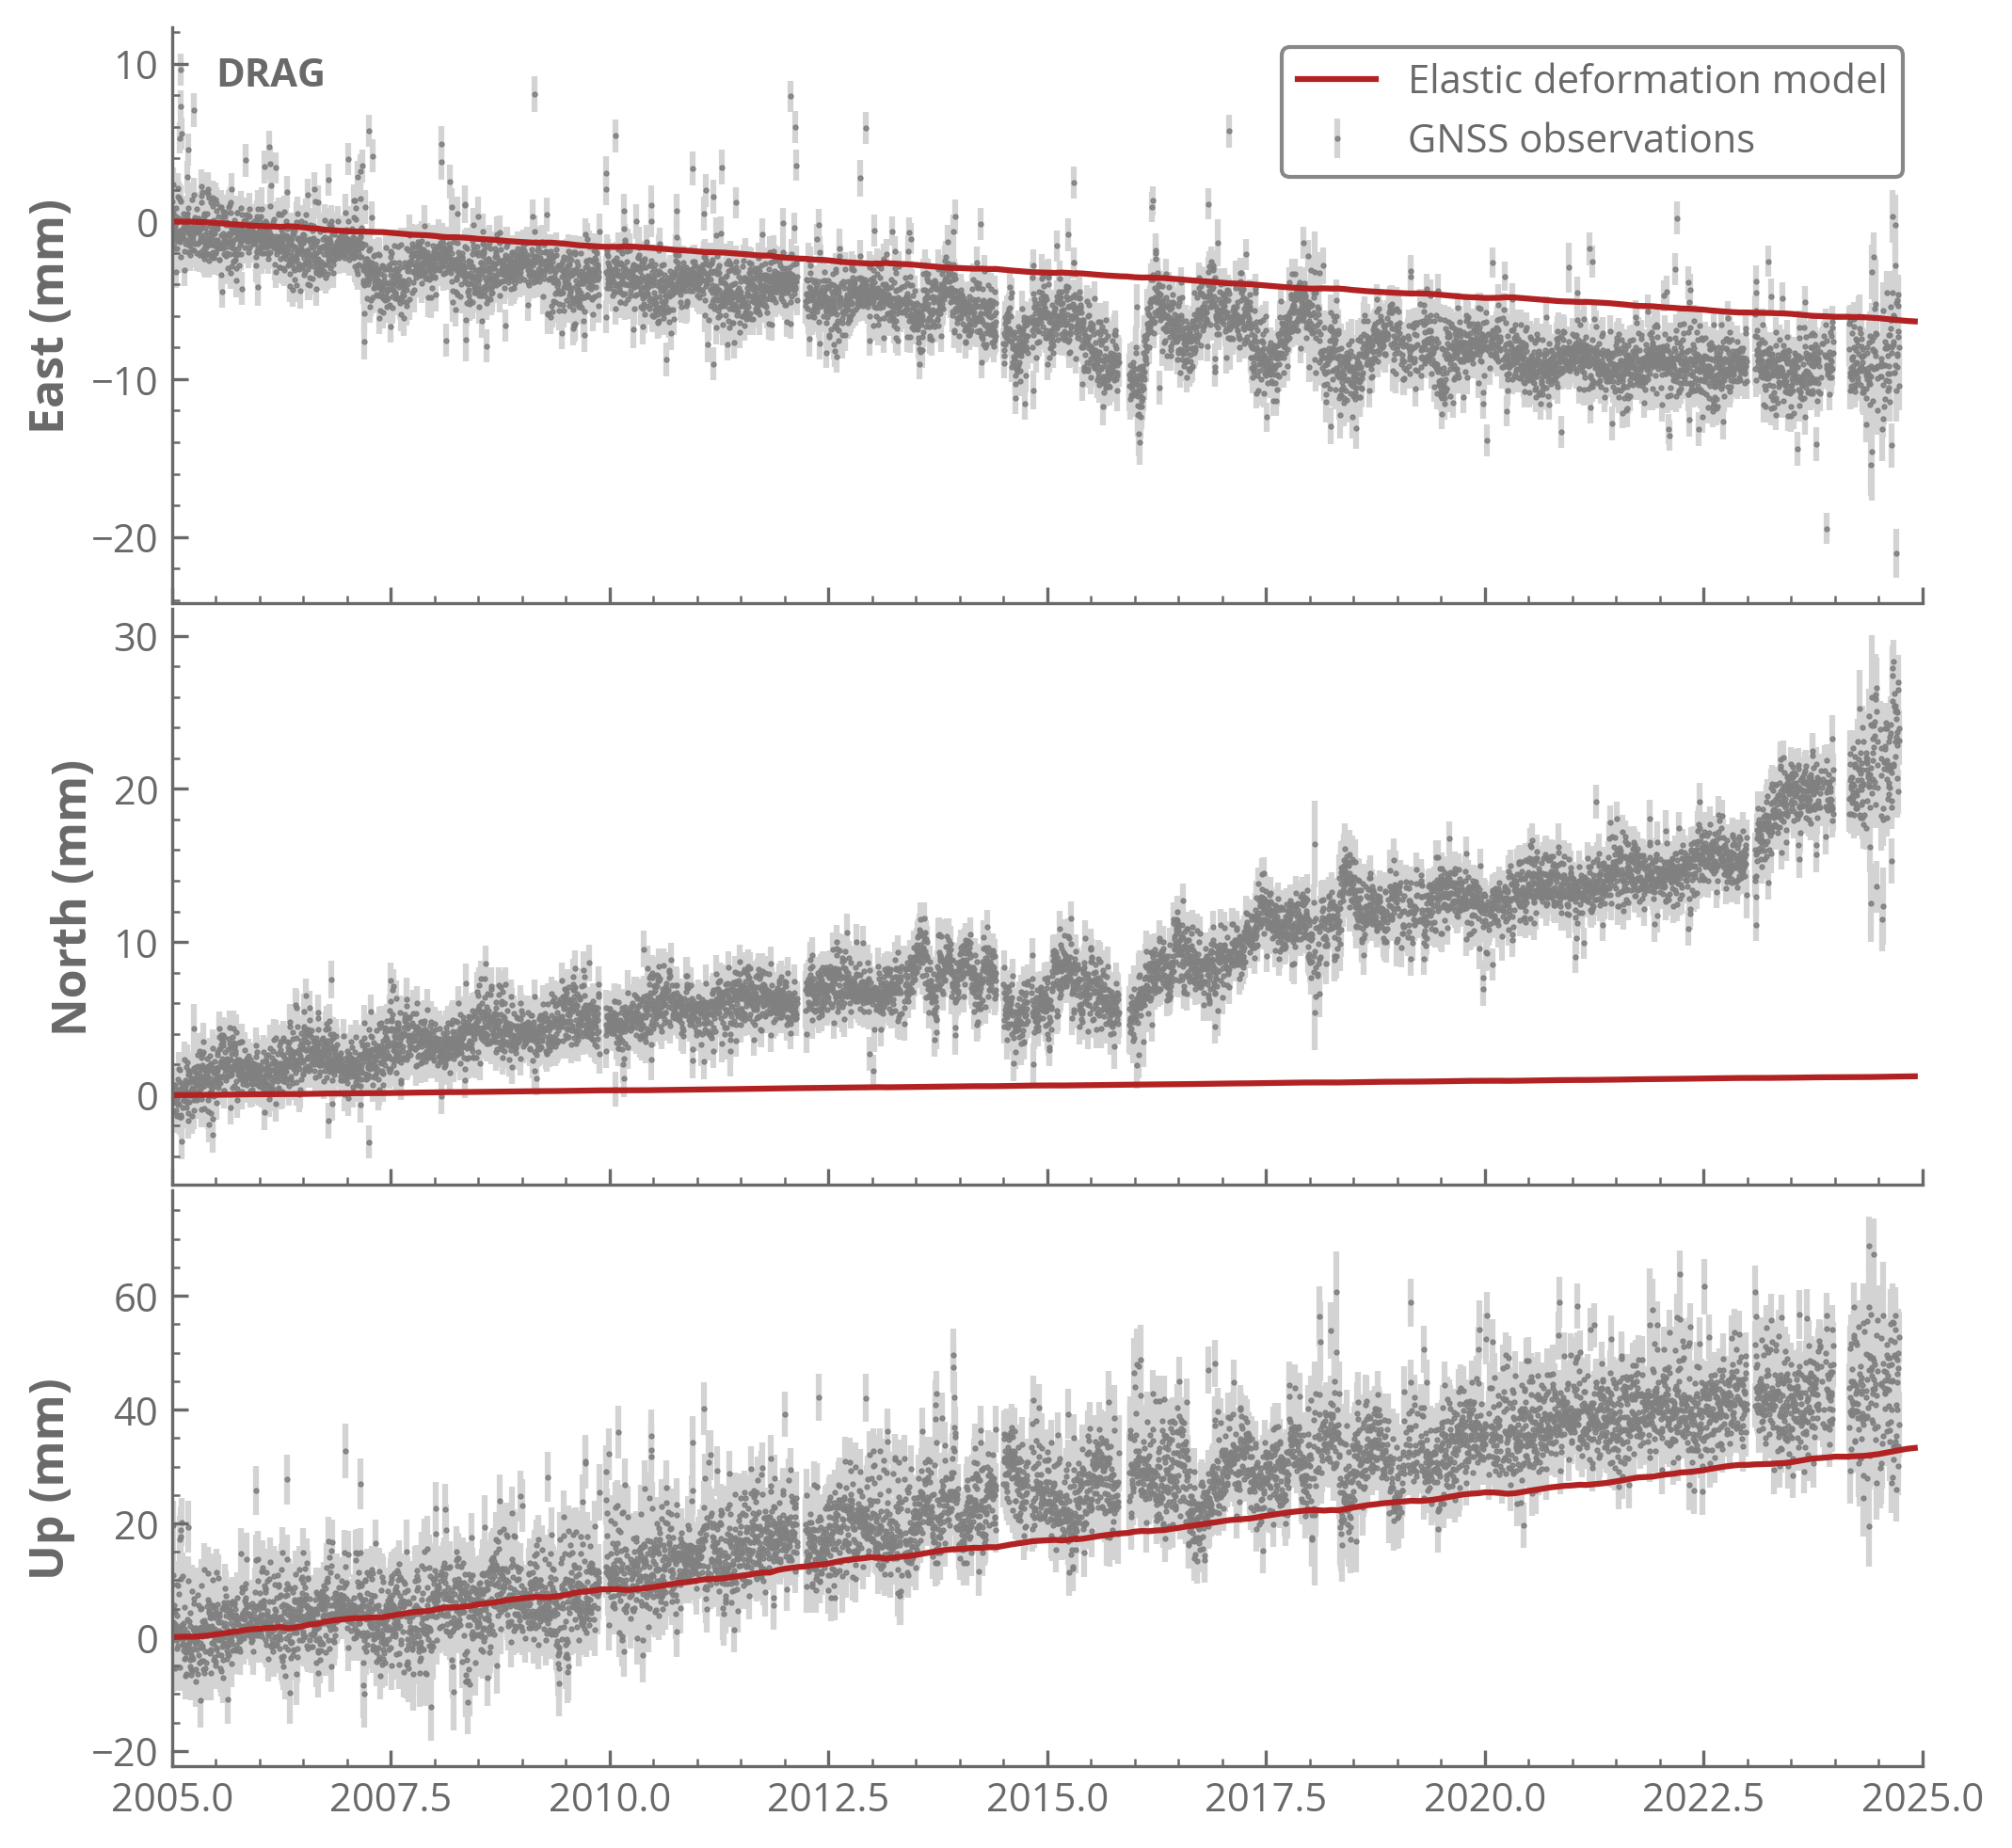 DRAG
Elastic deformation model
GNSS observations
East (mm)
10
0
−10
−20
North (mm)
30
20
10
0
Up (mm)
60
40
20
0
−20
2005.0 2007.5 2010.0 2012.5 2015.0 2017.5 2020.0 2022.5 2025.0